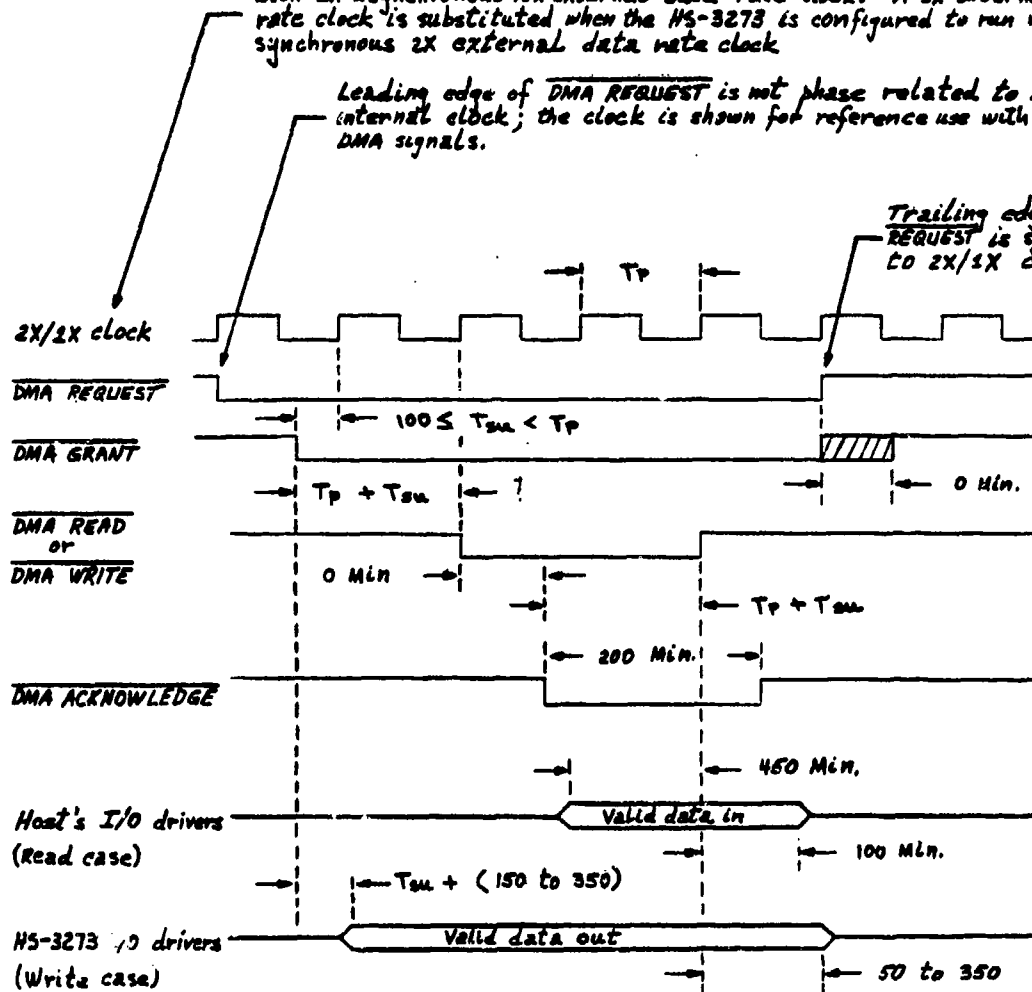 rate clock is substituted when the HS-3273 is configured to run
synchronous 2X external data rate clock
Leading edge of DMA REQUEST is not phase related to
internal clock; the clock is shown for reference use with
DMA signals.
Trailing
REQUEST is
to 2X/1X
Tp
2X/1X clock
DMA REQUEST
100 ≤ Tsu < Tp
DMA GRANT
Tp + Tsu ?
0 Min.
DMA READ
or
DMA WRITE
0 Min
Tp + Tsu
200 Min.
DMA ACKNOWLEDGE
450 Min.
Host's I/O drivers
Valid data in
(Read case)
100 Min.
Tsu + (150 to 350)
HS-3273 drivers
Valid data out
(Write case)
50 to 350